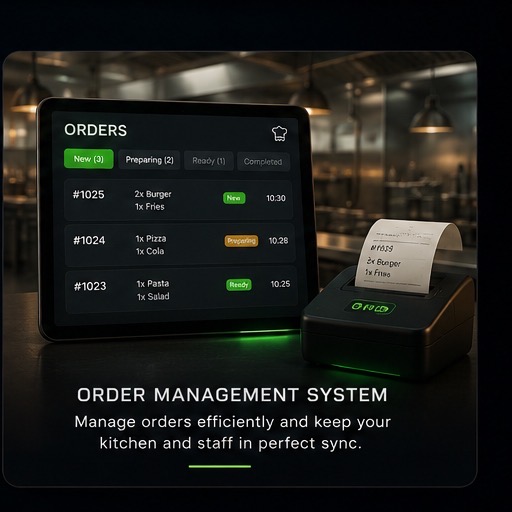 ORDERS
New (3) Preparing (2) Ready (1) Completed
#1025 2x Burger New 10:30
1x Fries
#1024 1x Pizza Preparing 10.28
1x Cola
#1023 1x Pasta Ready 10.25
1x Salad
2x Burger
1x Fries
ORDER MANAGEMENT SYSTEM
Manage orders efficiently and keep your
kitchen and staff in perfect sync.